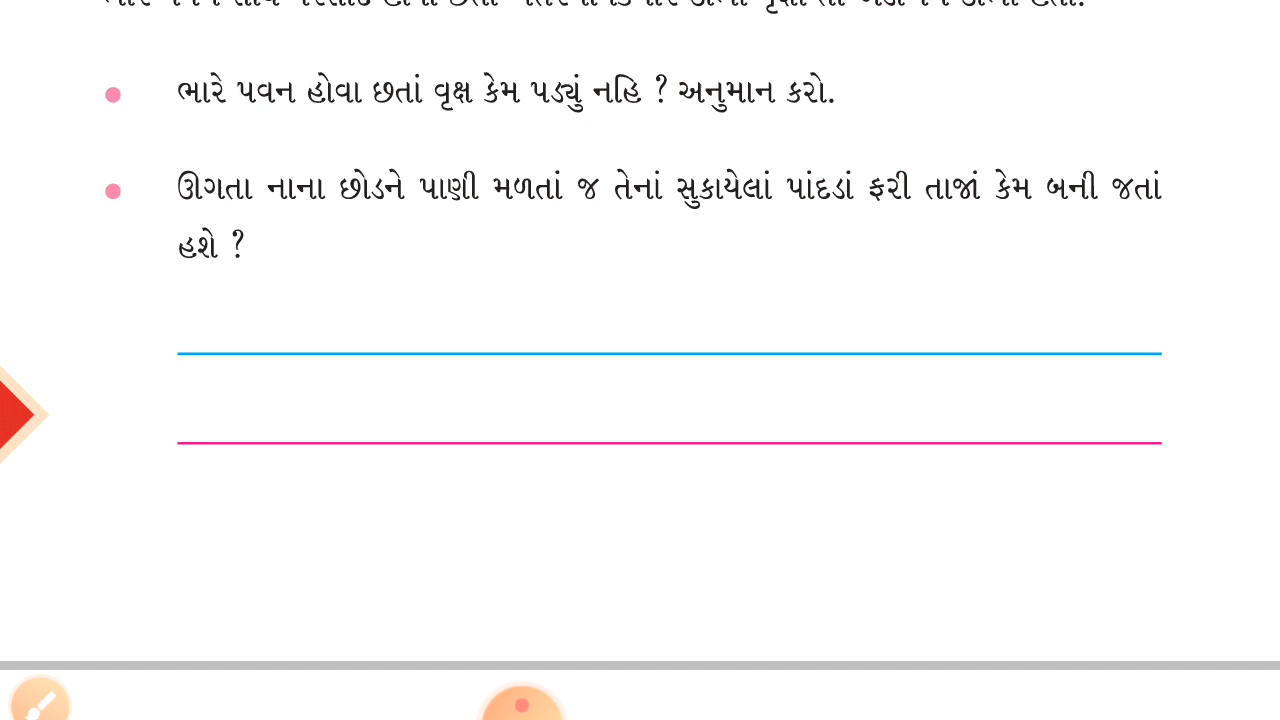 ભારે પવન હોવા છતાં વૃક્ષ કેમ પડ્યું નહિ ? અનુમાન કરો.
ઊગતા નાના છોડને પાણી મળતાં જ તેનાં સુકાયેલાં પાંદડાં ફરી તાજાં કેમ બની જતાં
હશે ?